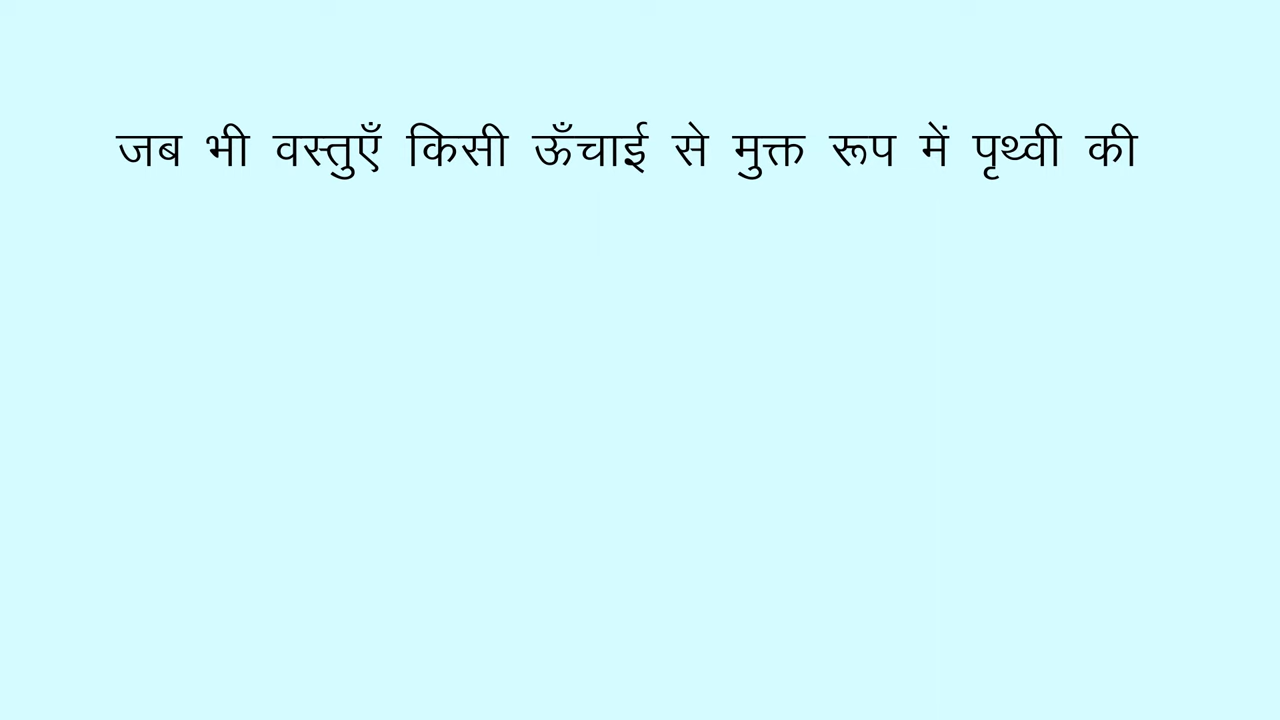 जब भी वस्तुएँ किसी ऊँचाई से मुक्त रूप में पृथ्वी की